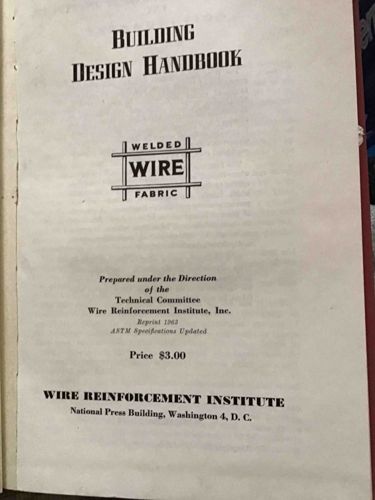 BUILDING
DESIGN HANDBOOK
WELDED
WIRE
FABRIC
Prepared under the Direction
of the
Technical Committee
Wire Reinforcement Institute, Inc.
Reprint 1963
ASTM Specifications Updated
Price $3.00
WIRE REINFORCEMENT INSTITUTE
National Press Building, Washington 4, D. C.